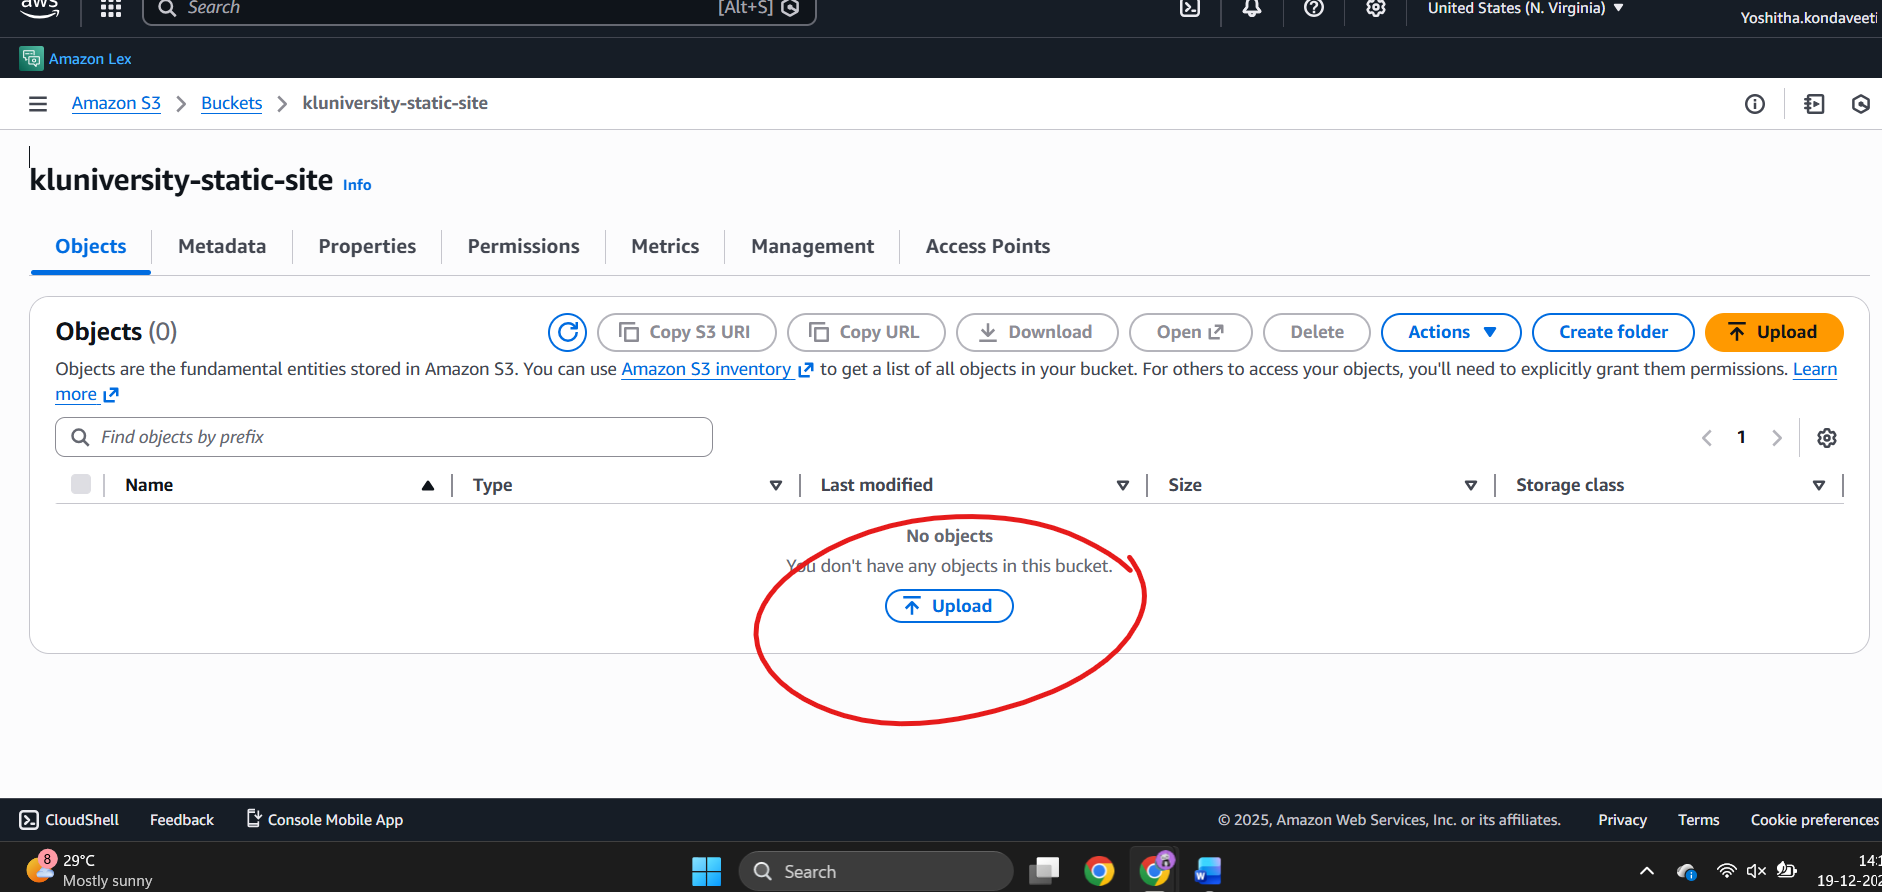 aws
Search
[Alt+S]
United States (N. Virginia)
Yoshitha.kondaveeti
Amazon Lex
Amazon S3
Buckets
kluniversity-static-site
kluniversity-static-site Info
Objects
Metadata
Properties
Permissions
Metrics
Management
Access Points
Objects (0)
Copy S3 URI
Copy URL
Download
Open
Delete
Actions
Create folder
Upload
Objects are the fundamental entities stored in Amazon S3. You can use Amazon S3 inventory to get a list of all objects in your bucket. For others to access your objects, you'll need to explicitly grant them permissions. Learn
more
Find objects by prefix
1
Name
Type
Last modified
Size
Storage class
No objects
You don't have any objects in this bucket.
Upload
CloudShell
Feedback
Console Mobile App
© 2025, Amazon Web Services, Inc. or its affiliates.
Privacy
Terms
Cookie preferences
8
29°C
Mostly sunny
Search
14:1
19-12-202